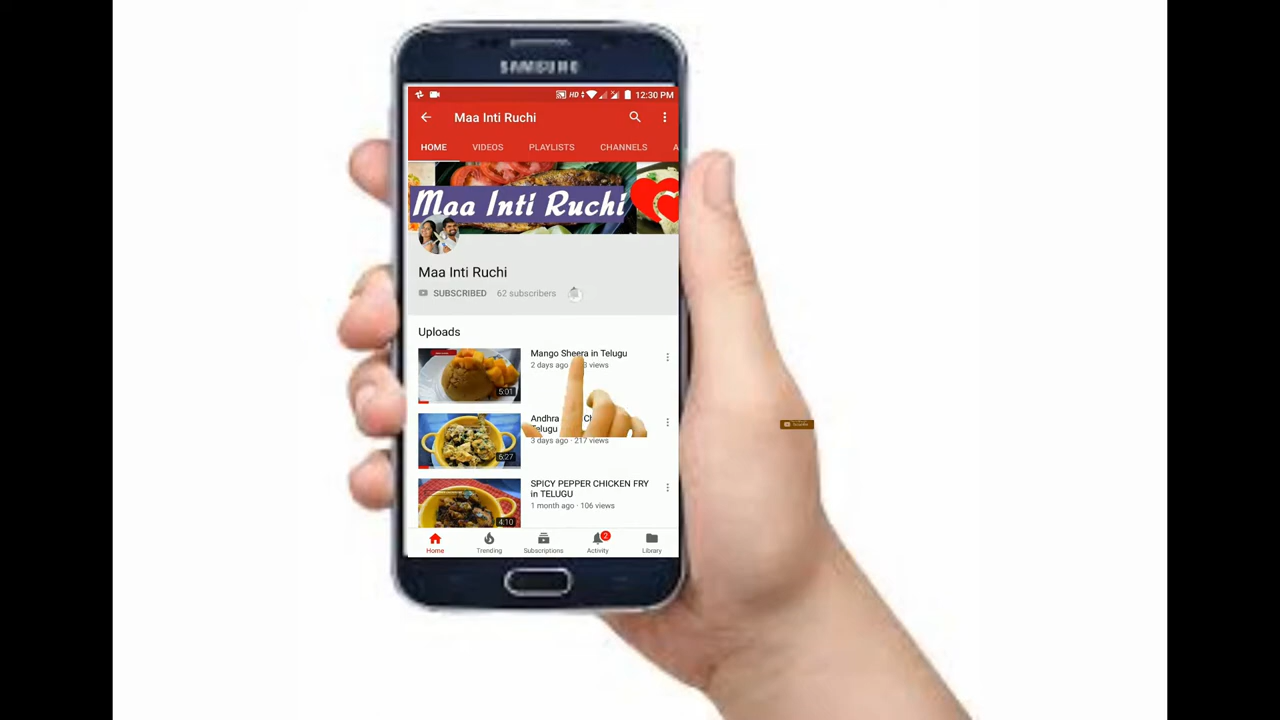 SAMSUNG
HD 12:30 PM
Maa Inti Ruchi
HOME VIDEOS PLAYLISTS CHANNELS A
Maa Inti Ruchi
Maa Inti Ruchi
SUBSCRIBED 62 subscribers
Uploads
Mango Sheera in Telugu
2 days ago views
5:01
Andhra
Telugu
3 days ago · 217 views
5:27
SPICY PEPPER CHICKEN FRY
in TELUGU
1 month ago · 106 views
4:10
2
Home Trending Subscriptions Activity Library